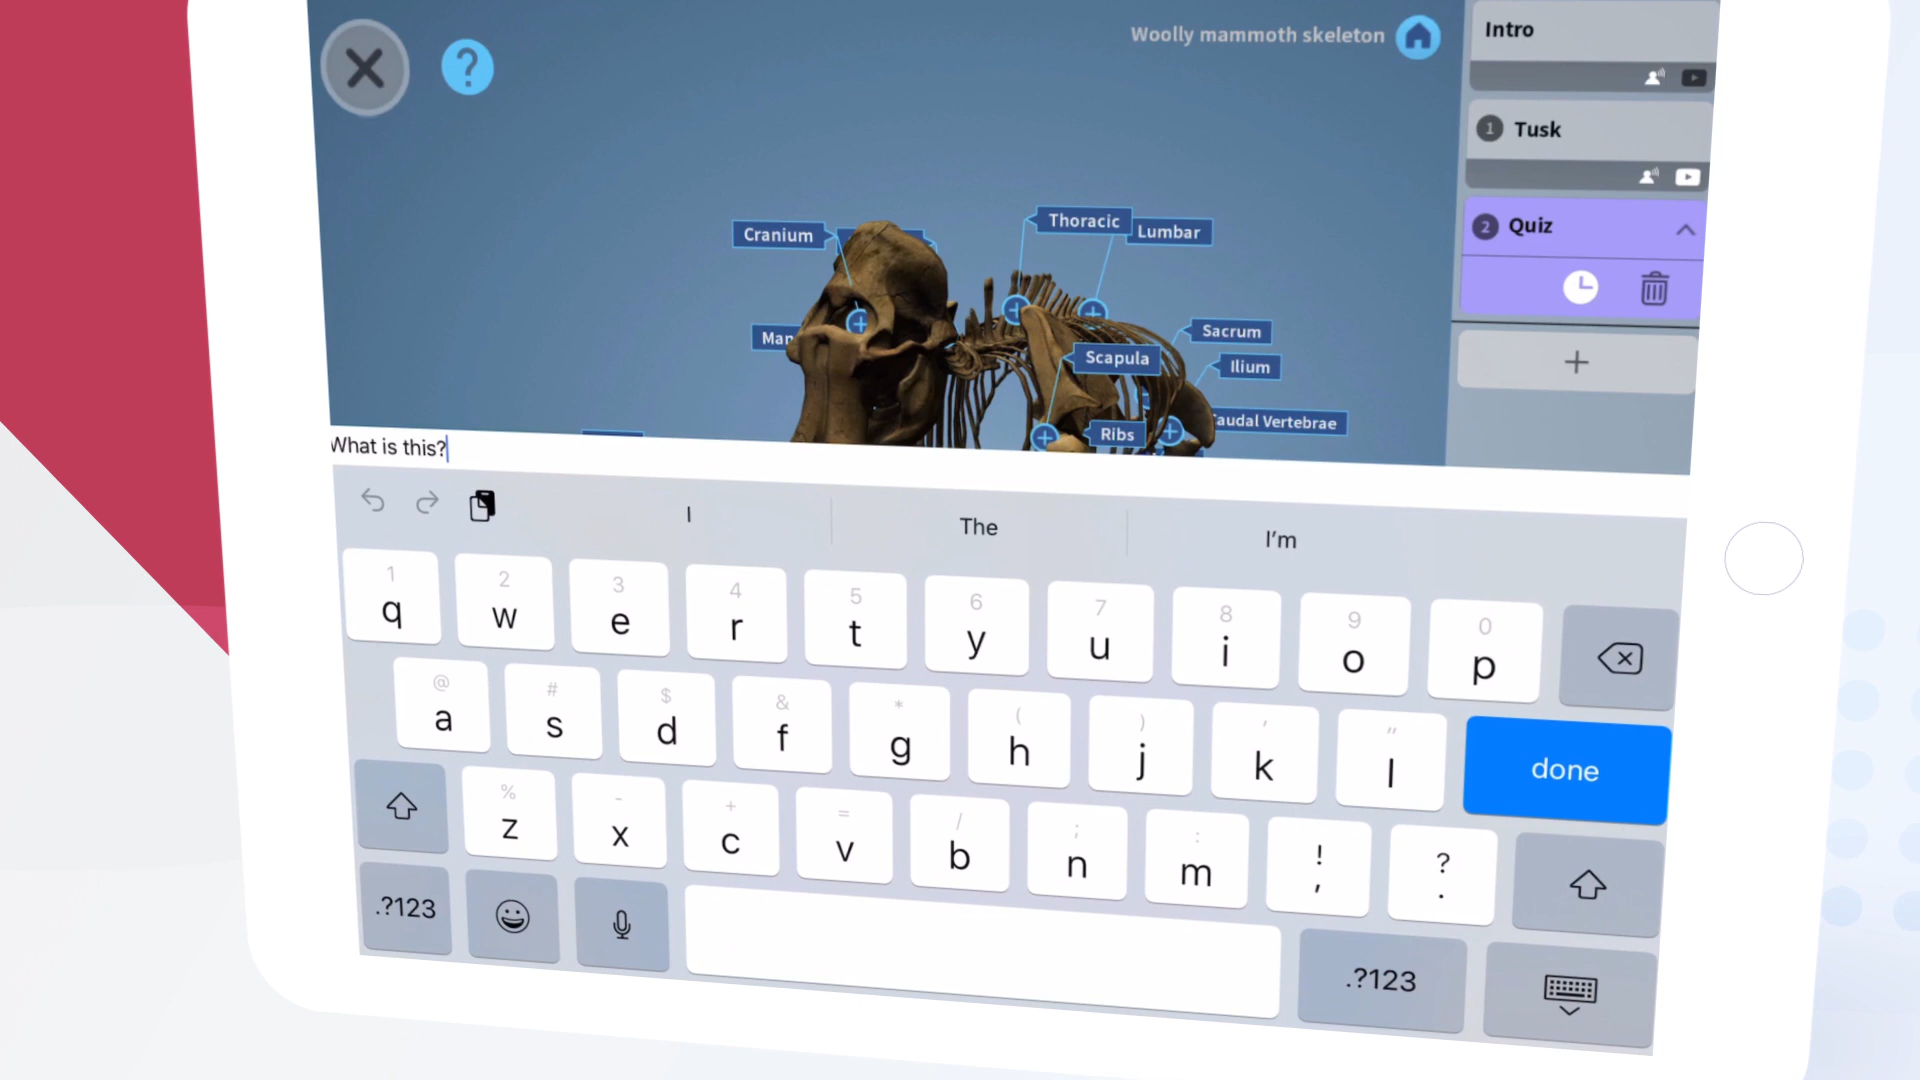 Woolly mammoth skeleton
Intro
1 Tusk
2 Quiz
Cranium
Thoracic
Lumbar
Sacrum
Scapula
Ilium
Ribs
What is this?
I
The
I'm
1 2 3 4 5 6 7 8 9 0
q w e r t y u i o p
@ # $ & * ( ) ' "
a s d f g h j k l
done
% - + = / ; : ! ?
z x c v b n m , .
.?123
.?123